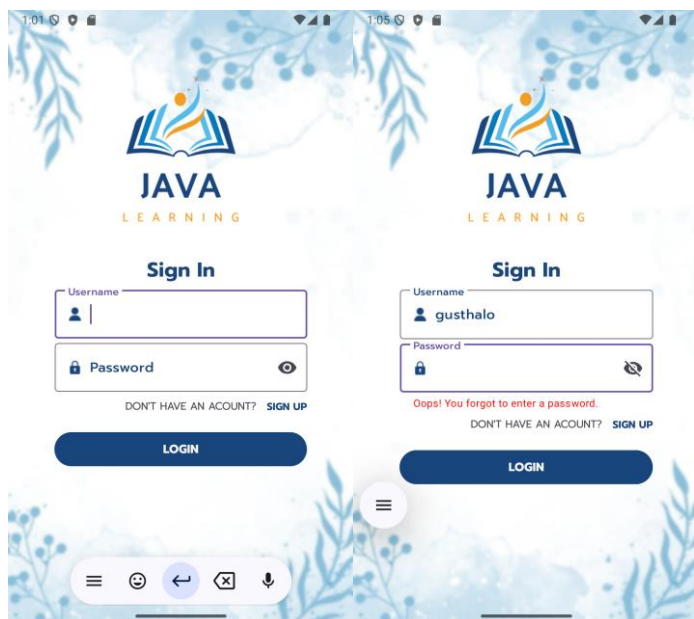 1:01
JAVA
LEARNING
Sign In
Username
Password
DON'T HAVE AN ACOUNT? SIGN UP
LOGIN
1:05
JAVA
LEARNING
Sign In
Username
gusthalo
Password
Oops! You forgot to enter a password.
DON'T HAVE AN ACOUNT? SIGN UP
LOGIN